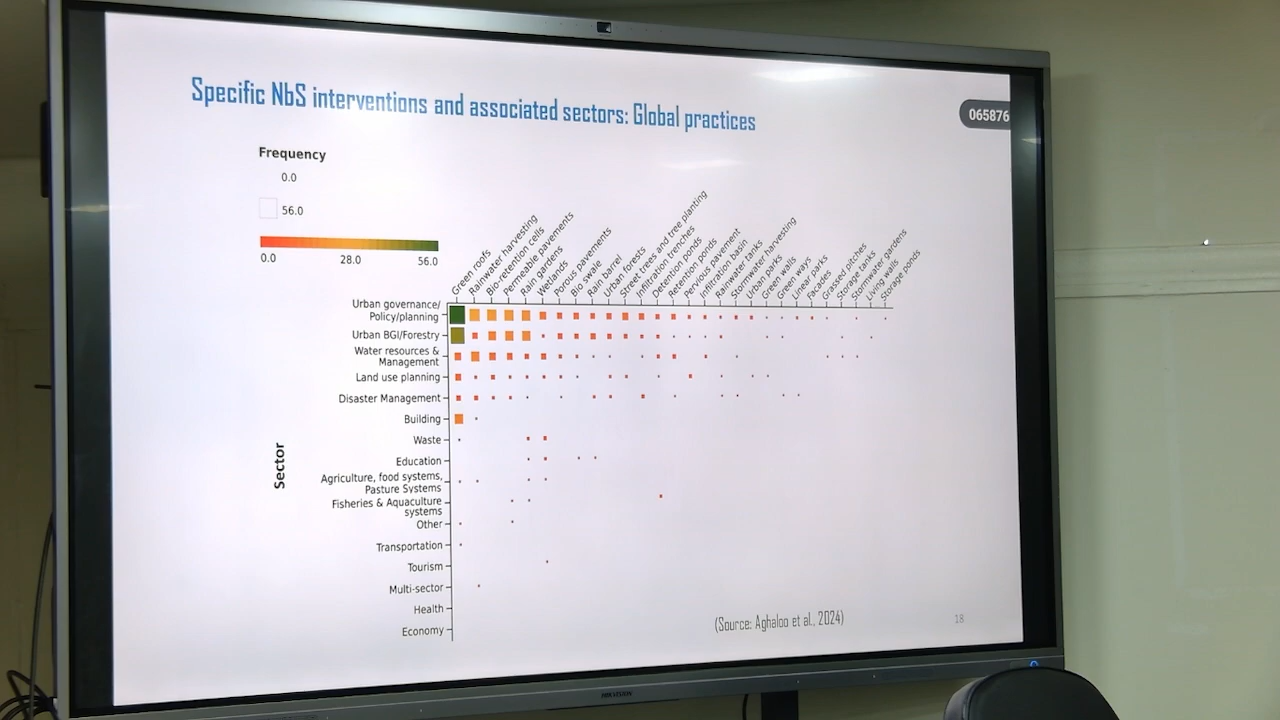 Specific NbS interventions and associated sectors: Global practices
065876
Frequency
0.0
56.0
0.0 28.0 56.0
Green roofs
Rainwater harvesting
Bio-retention cells
Permeable pavements
Rain gardens
Wetlands
Porous pavements
Bio swale
Rain barrel
Urban forests
Street trees and tree planting
Infiltration trenches
Detention ponds
Retention ponds
Pervious pavement
Infiltration basin
Rainwater tanks
Stormwater harvesting
Urban parks
Green walls
Green ways
Linear parks
Facades
Grassed pitches
Storage tanks
Stormwater gardens
Living walls
Storage ponds
Sector
Urban governance/
Policy/planning
Urban BGI/Forestry
Water resources &
Management
Land use planning
Disaster Management
Building
Waste
Education
Agriculture, food systems,
Pasture Systems
Fisheries & Aquaculture
systems
Other
Transportation
Tourism
Multi-sector
Health
Economy
(Source: Aghaloo et al., 2024)
18
HIKVISION